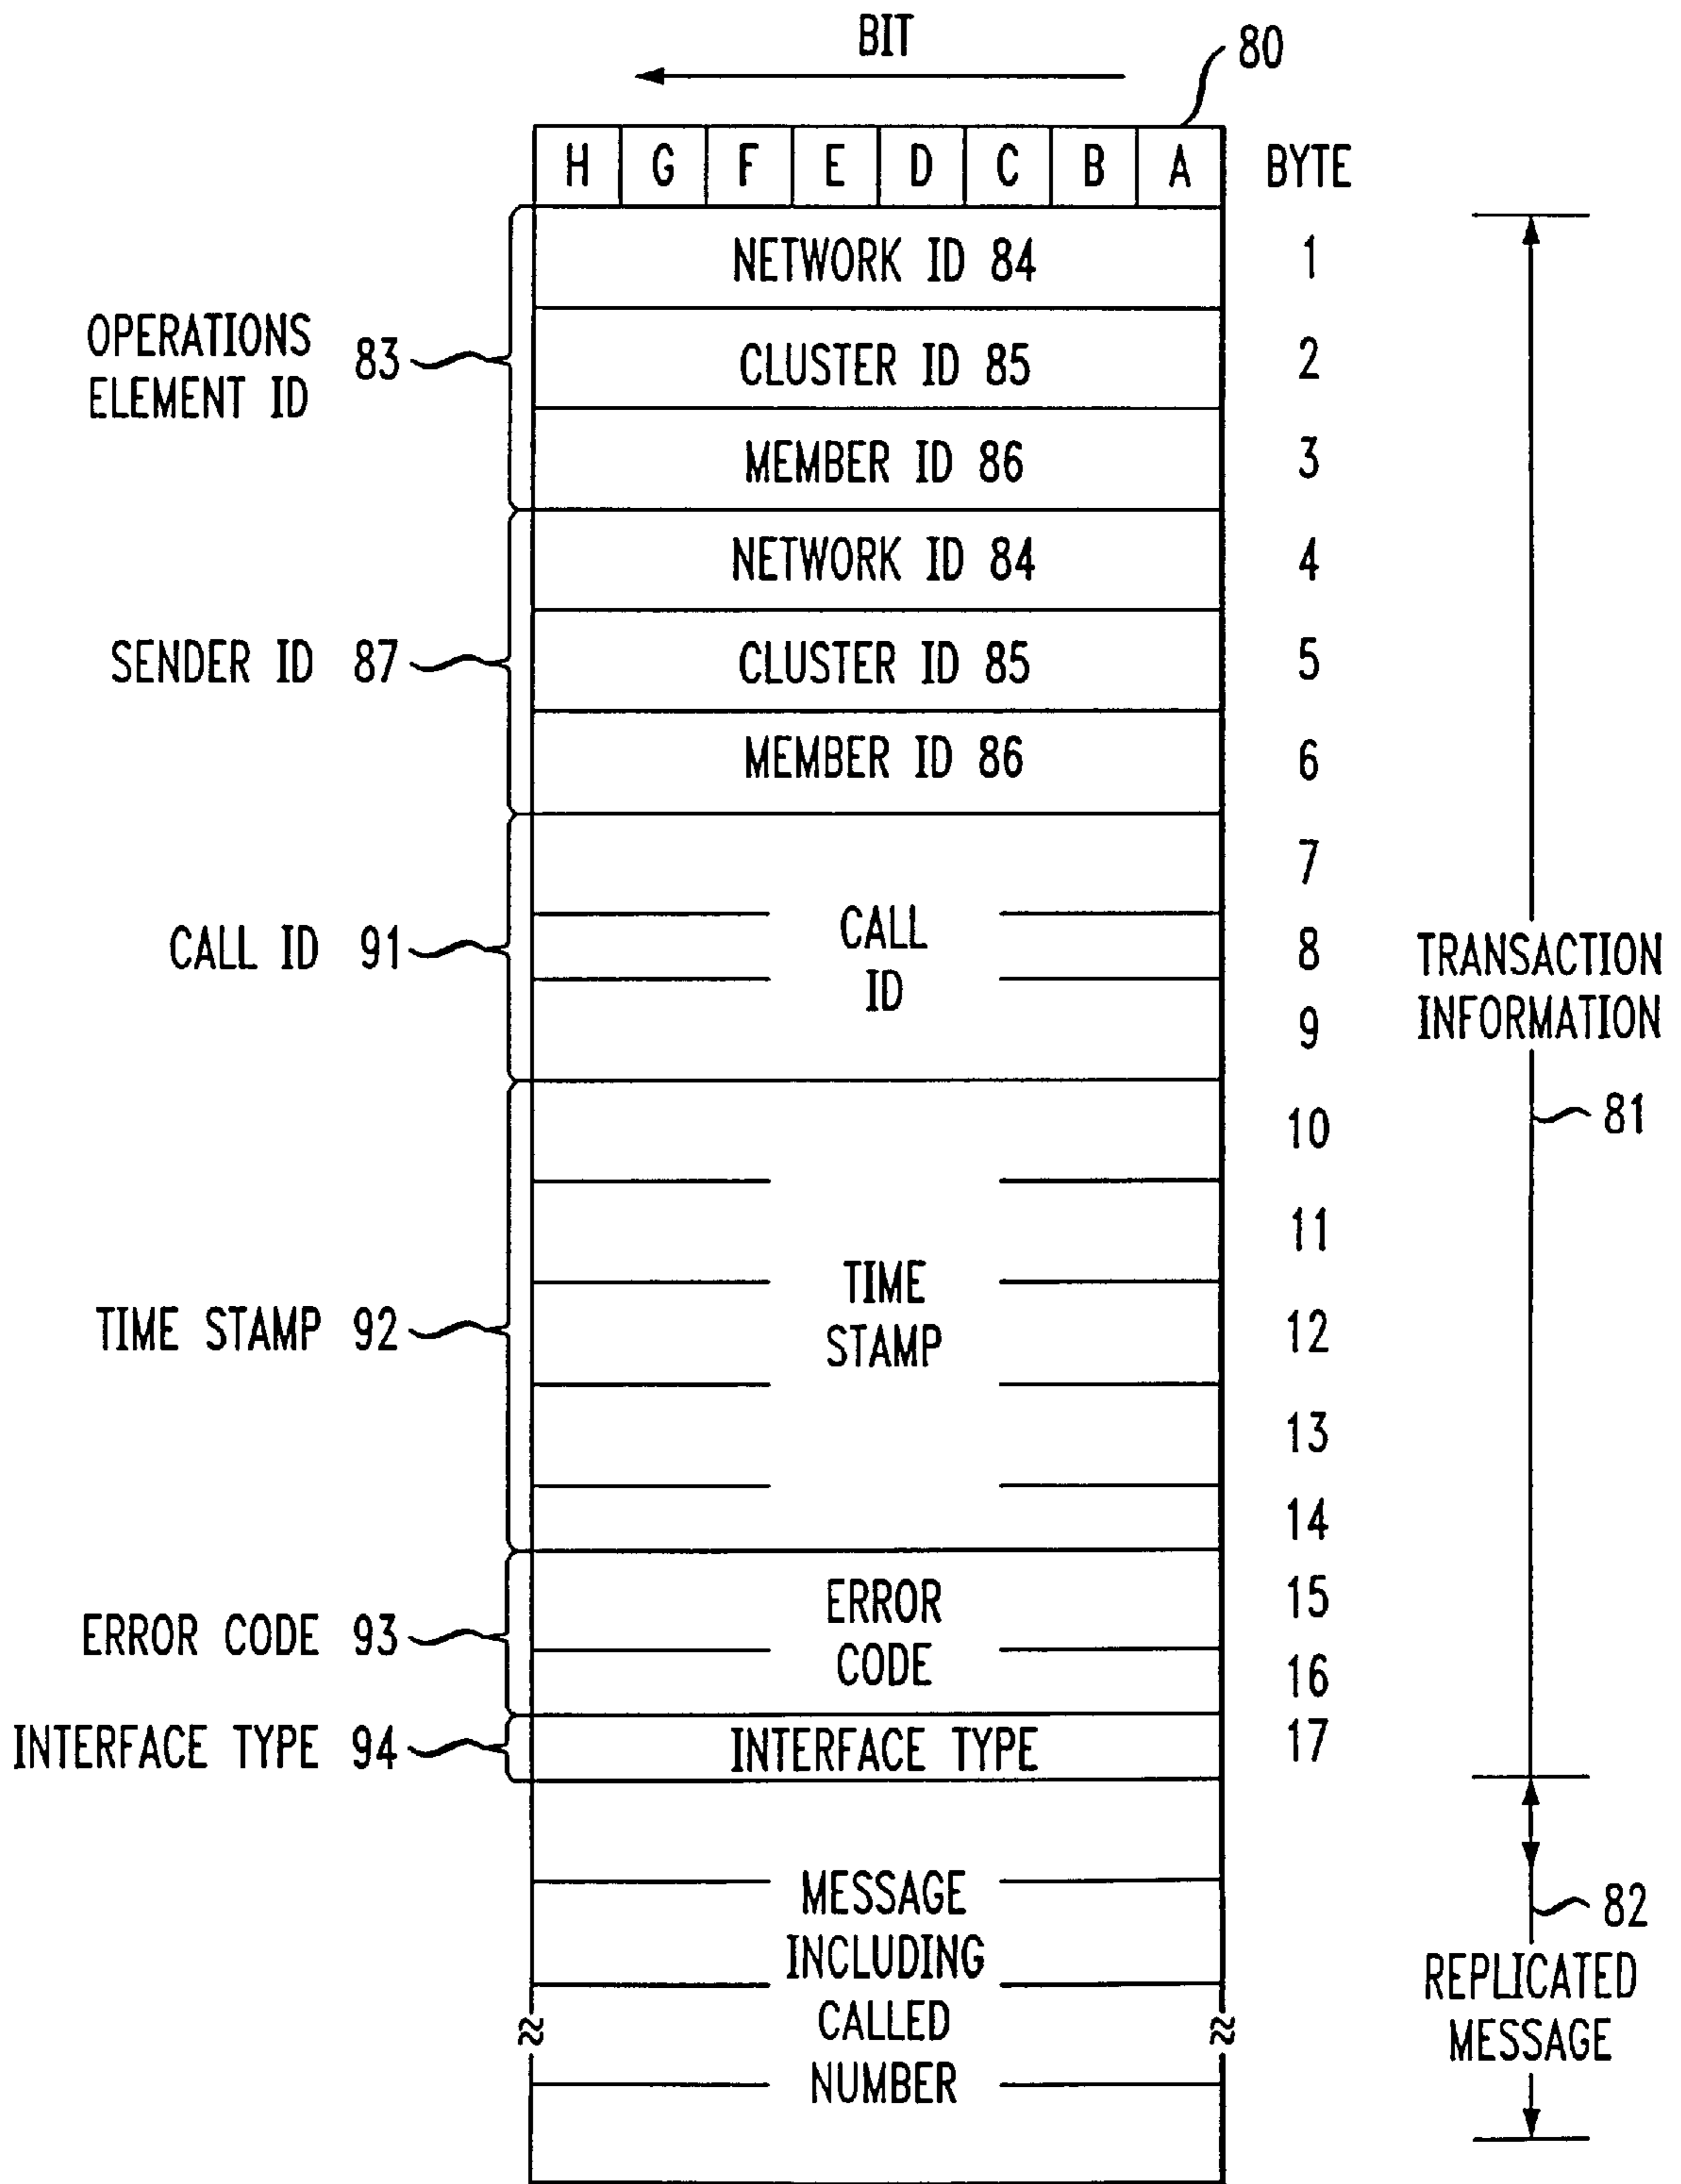 BIT
80
H G F E D C B A BYTE
NETWORK ID 84 1
OPERATIONS
ELEMENT ID 83
CLUSTER ID 85 2
MEMBER ID 86 3
NETWORK ID 84 4
SENDER ID 87 CLUSTER ID 85 5
MEMBER ID 86 6
7
CALL ID 91 CALL
ID
8
9
TRANSACTION
INFORMATION
81
10
11
TIME STAMP 92 TIME
STAMP
12
13
14
ERROR CODE 93 ERROR
CODE
15
16
INTERFACE TYPE 94 INTERFACE TYPE 17
MESSAGE
INCLUDING
CALLED
NUMBER
82
REPLICATED
MESSAGE